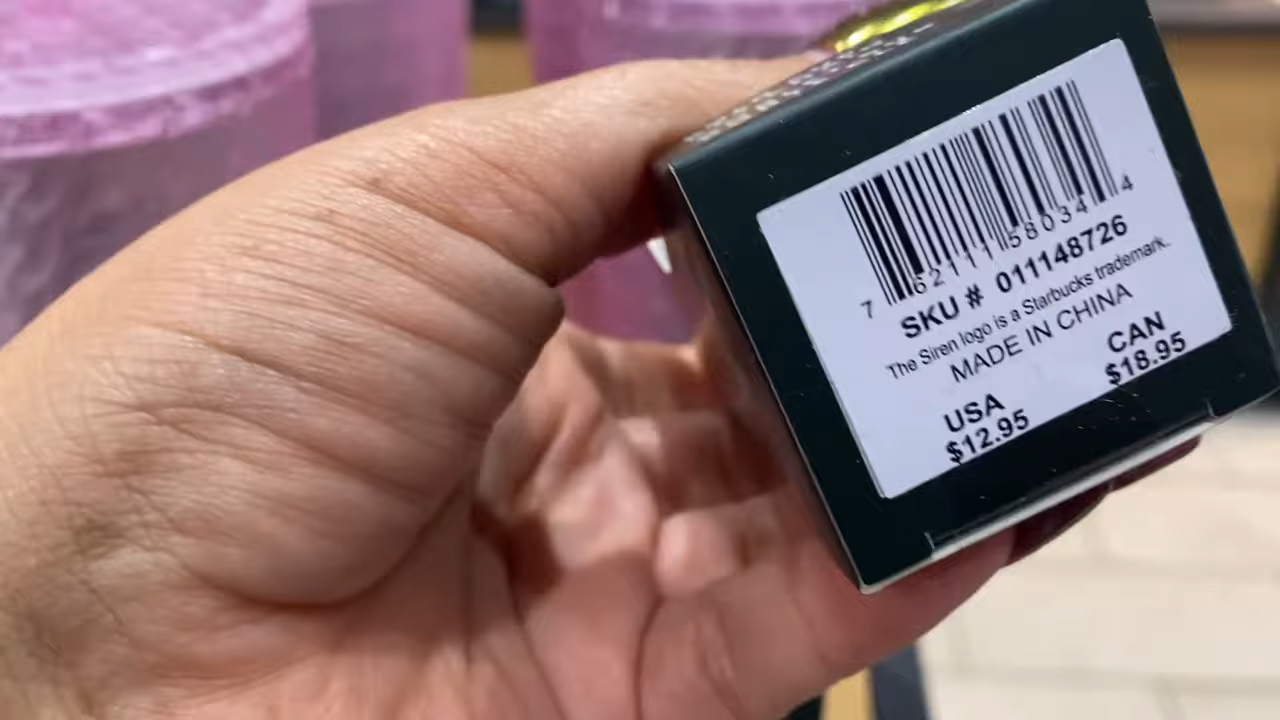 7 62111 58034 4
SKU # 011148726
The Siren logo is a Starbucks trademark.
MADE IN CHINA
USA CAN
$12.95 $18.95